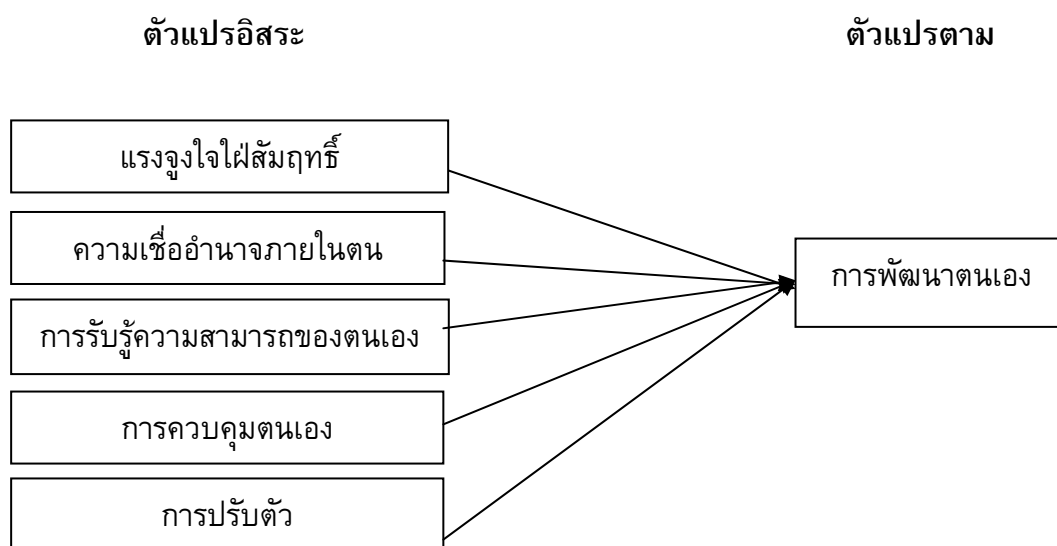 ตัวแปรอิสระ
ตัวแปรตาม
แรงจูงใจใฝ่สัมฤทธิ์
ความเชื่ออำนาจภายในตน
การรับรู้ความสามารถของตนเอง
การควบคุมตนเอง
การปรับตัว
การพัฒนาตนเอง